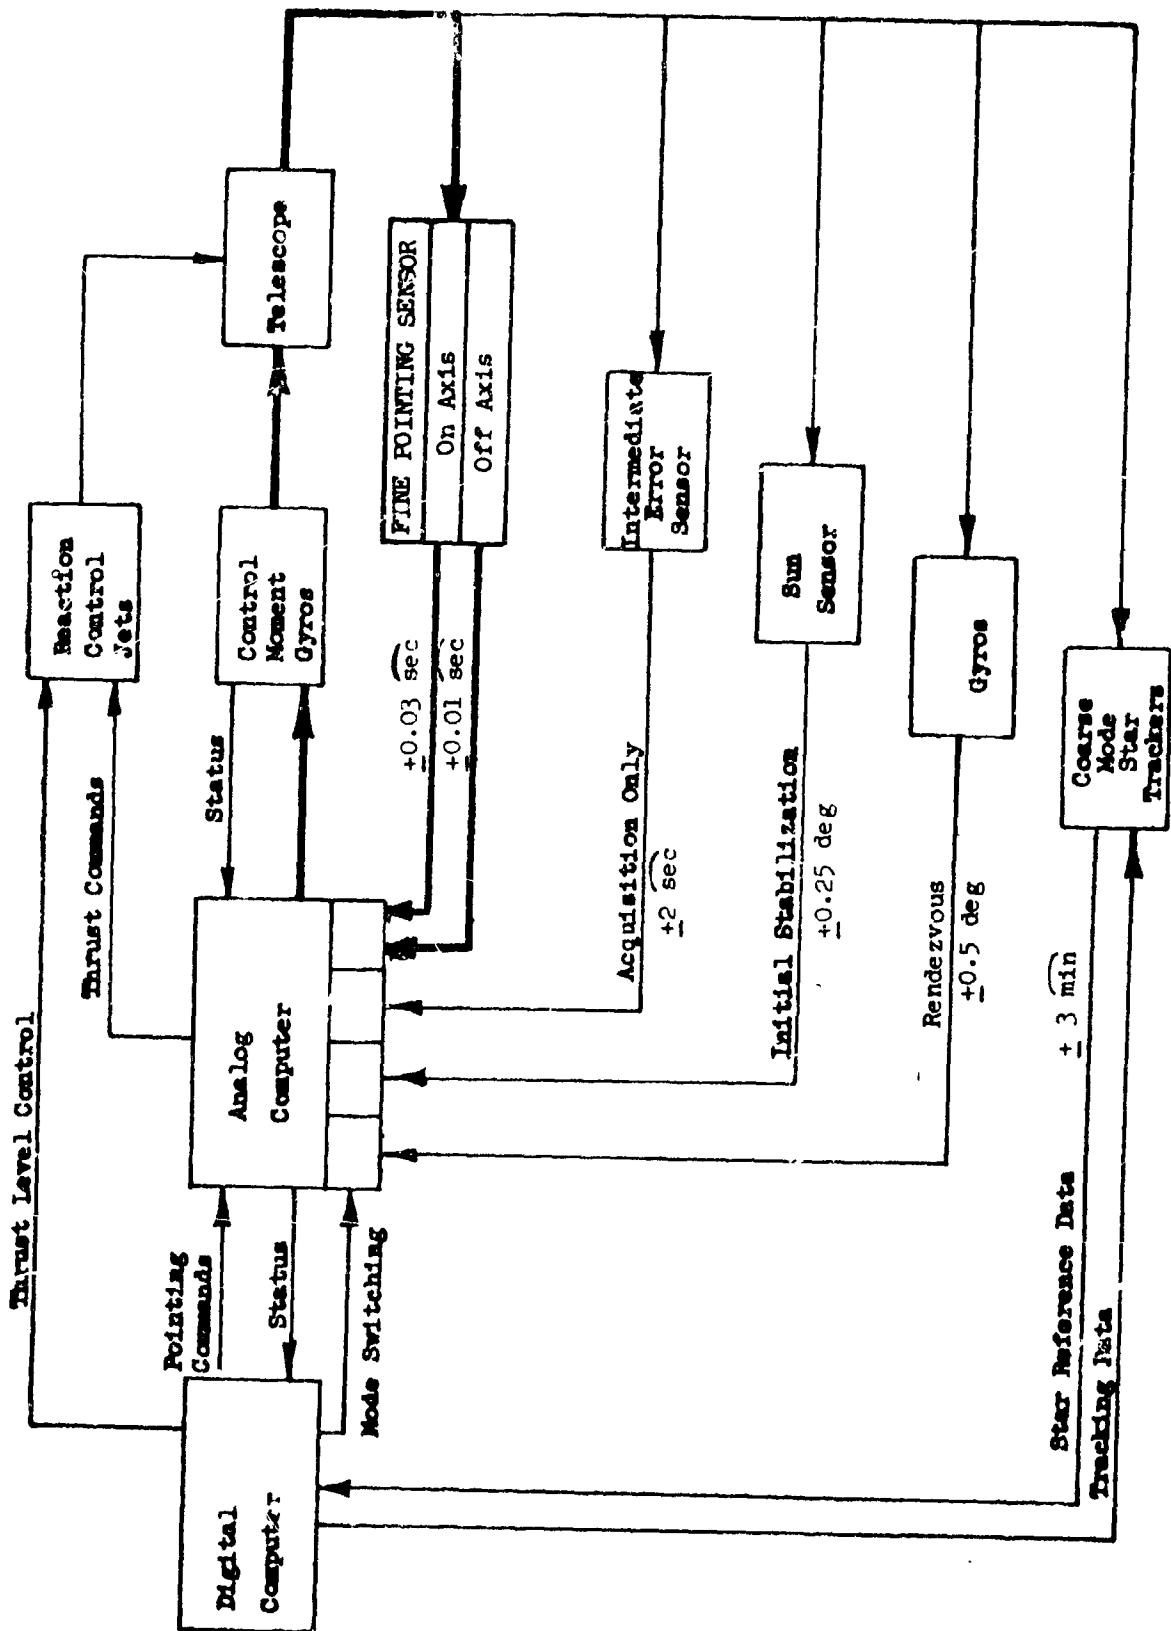 Thrust Level Control
Thrust Commands
Reaction
Control
Jets
Pointing
Commands
Status
Mode Switching
Digital
Computer
Analog
Computer
Status
Control
Moment
Gyros
Telescope
FINE POINTING SENSOR
On Axis
Off Axis
±0.03 sec
±0.01 sec
Acquisition Only
±2 sec
Intermediate
Error
Sensor
Initial Stabilization
±0.25 deg
Sun
Sensor
Rendezvous
±0.5 deg
Gyros
± 3 min
Star Reference Data
Tracking Data
Coarse
Mode
Star
Trackers